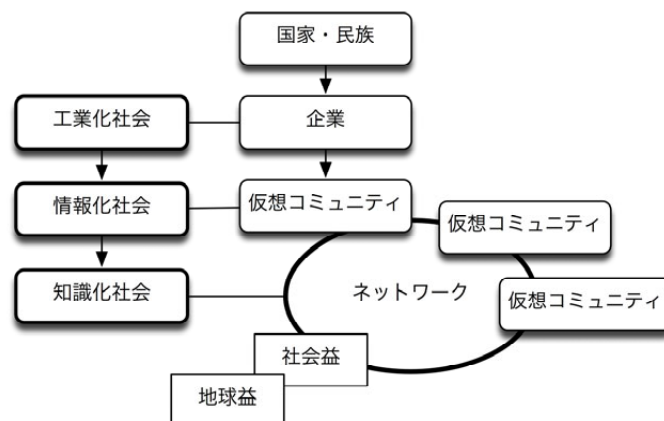 国家・民族
工業化社会
企業
情報化社会
仮想コミュニティ
仮想コミュニティ
知識化社会
ネットワーク
仮想コミュニティ
社会益
地球益